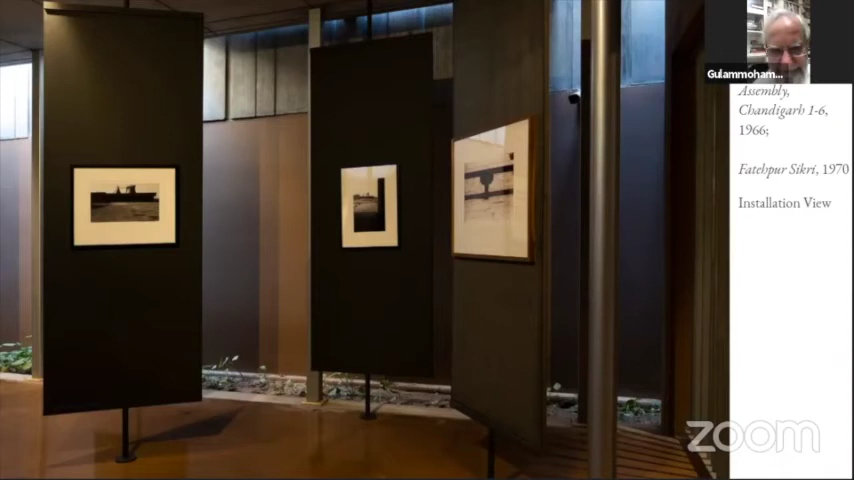 Gulammoham...
Assembly,
Chandigarh 1-6,
1966;
Fatehpur Sikri, 1970
Installation View
zoom